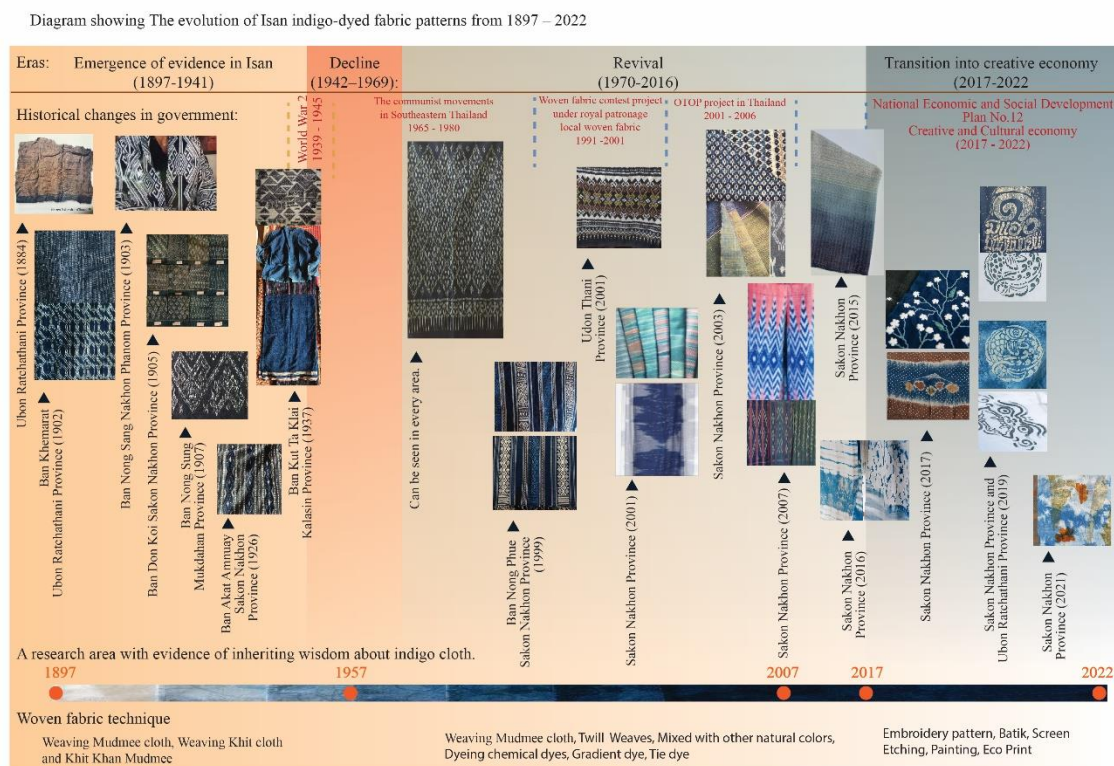 Diagram showing The evolution of Isan indigo-dyed fabric patterns from 1897 – 2022
Eras:
Emergence of evidence in Isan
(1897-1941)
Decline
(1942–1969):
Revival
(1970-2016)
Transition into creative economy
(2017-2022)
Historical changes in government:
World War 2
1939 - 1945
The communist movements
in Southeastern Thailand
1965 - 1980
Woven fabric contest project
under royal patronage
local woven fabric
1991 -2001
OTOP project in Thailand
2001 - 2006
National Economic and Social Development
Plan No.12
Creative and Cultural economy
(2017 - 2022)
Ubon Ratchathani Province (1884)
Ban Khemarat
Ubon Ratchathani Province (1902)
Ban Nong Sang Nakhon Phanom Province (1903)
Ban Don Koi Sakon Nakhon Province (1905)
Ban Nong Sung
Mukdahan Province (1907)
Ban Akat Amnuay
Sakon Nakhon
Province (1926)
Ban Kut Ta Klai
Kalasin Province (1937)
Can be seen in every area.
Ban Nong Phue
Sakon Nakhon Province
(1999)
Udon Thani
Province (2001)
Sakon Nakhon Province (2001)
Sakon Nakhon Province (2003)
Sakon Nakhon Province (2007)
Sakon Nakhon
Province (2015)
Sakon Nakhon
Province (2016)
Sakon Nakhon Province (2017)
Sakon Nakhon Province and
Ubon Ratchathani Province (2019)
Sakon Nakhon
Province (2021)
A research area with evidence of inheriting wisdom about indigo cloth.
1897
1957
2007
2017
2022
Woven fabric technique
Weaving Mudmee cloth, Weaving Khit cloth
and Khit Khan Mudmee
Weaving Mudmee cloth, Twill Weaves, Mixed with other natural colors,
Dyeing chemical dyes, Gradient dye, Tie dye
Embroidery pattern, Batik, Screen
Etching, Painting, Eco Print